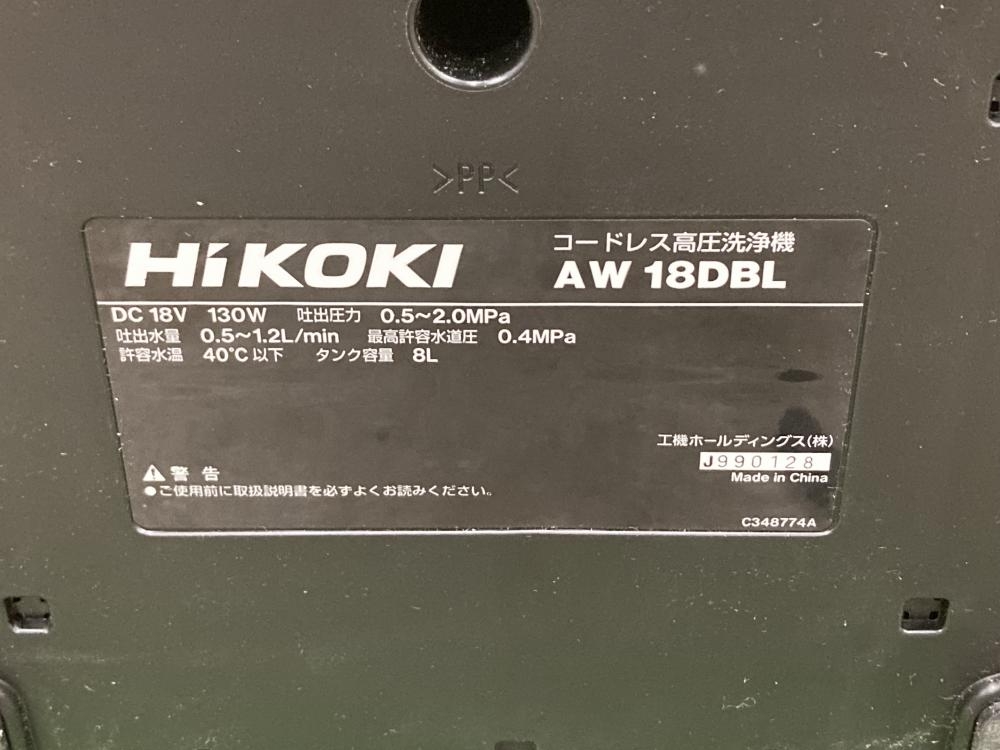 >PP<
HiKOKI
コードレス高圧洗浄機
AW 18DBL
DC 18V 130W 吐出圧力 0.5～2.0MPa
吐出水量 0.5～1.2L/min 最高許容水道圧 0.4MPa
許容水温 40℃以下 タンク容量 8L
工機ホールディングス(株)
J990128
Made in China
⚠警告
●ご使用前に取扱説明書を必ずよくお読みください。
C348774A